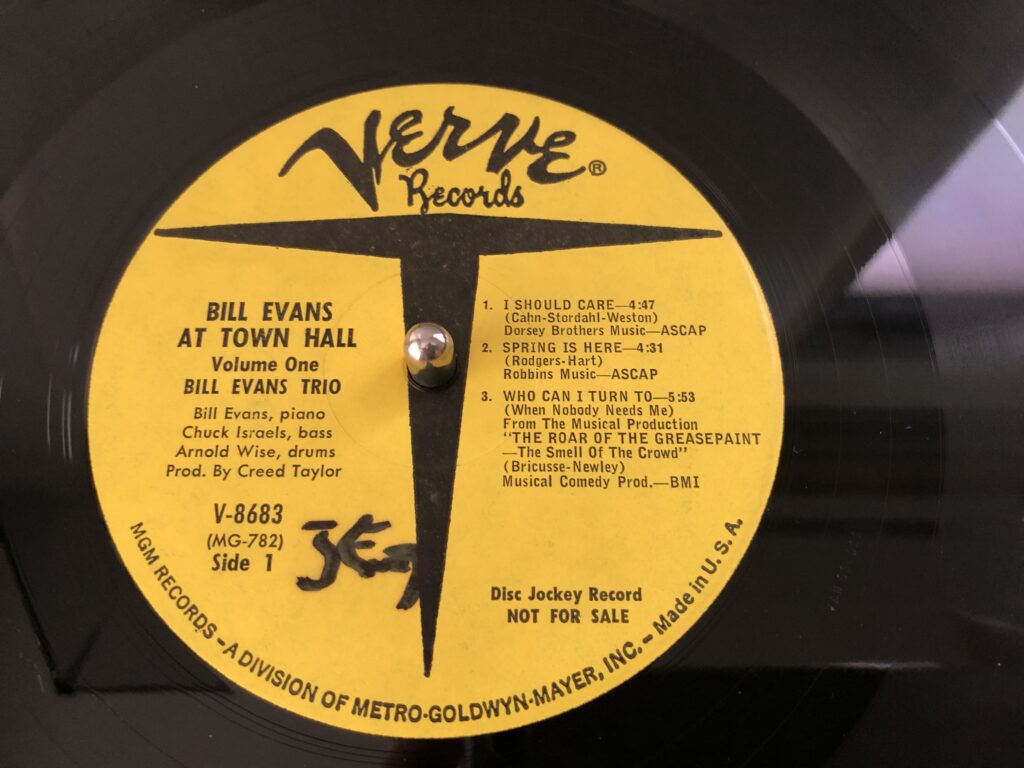 Verve®
Records
BILL EVANS
AT TOWN HALL
Volume One
BILL EVANS TRIO
Bill Evans, piano
Chuck Israels, bass
Arnold Wise, drums
Prod. By Creed Taylor
V-8683
(MG-782)
Side 1
1. I SHOULD CARE—4:47
(Cahn-Stordahl-Weston)
Dorsey Brothers Music—ASCAP
2. SPRING IS HERE—4:31
(Rodgers-Hart)
Robbins Music—ASCAP
3. WHO CAN I TURN TO—5:53
(When Nobody Needs Me)
From The Musical Production
"THE ROAR OF THE GREASEPAINT
—The Smell Of The Crowd"
(Bricusse-Newley)
Musical Comedy Prod.—BMI
Disc Jockey Record
NOT FOR SALE
MGM RECORDS – A DIVISION OF METRO-GOLDWYN-MAYER, INC. – Made in U. S. A.